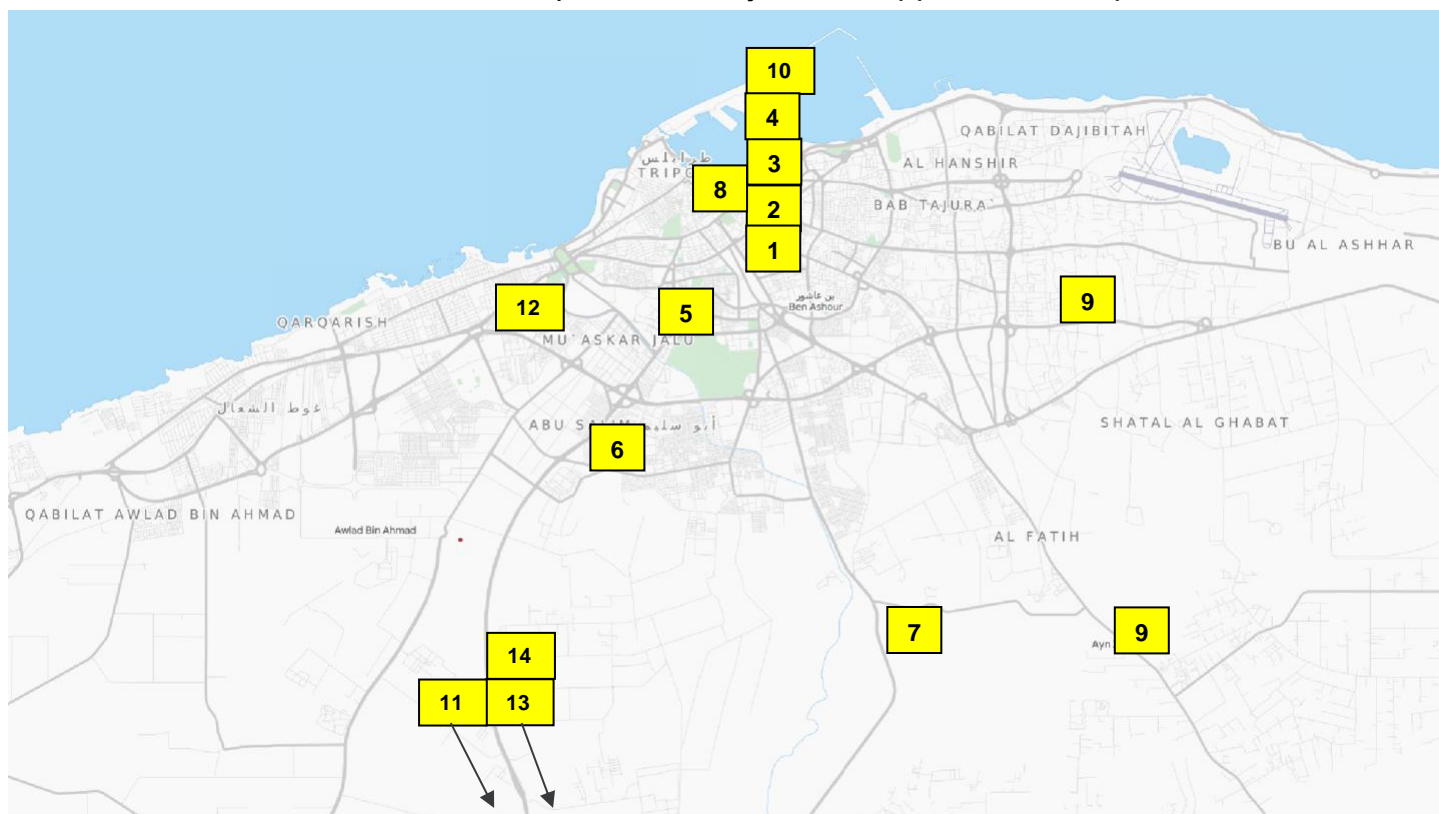 10
4
QABILAT DAJIBITAH
طرابلس
3
AL HANSHIR
8
2
BAB TAJURA`
1
BU AL ASHHAR
12
5
بن عاشور
Ben Ashour
9
QARQARISH
MU`ASKAR JALU
غوط الشعال
ABU
أبو سليم
SHATAL AL GHABAT
6
QABILAT AWLAD BIN AHMAD
Awlad Bin Ahmad
AL FATIH
7
Ayn
9
14
11
13